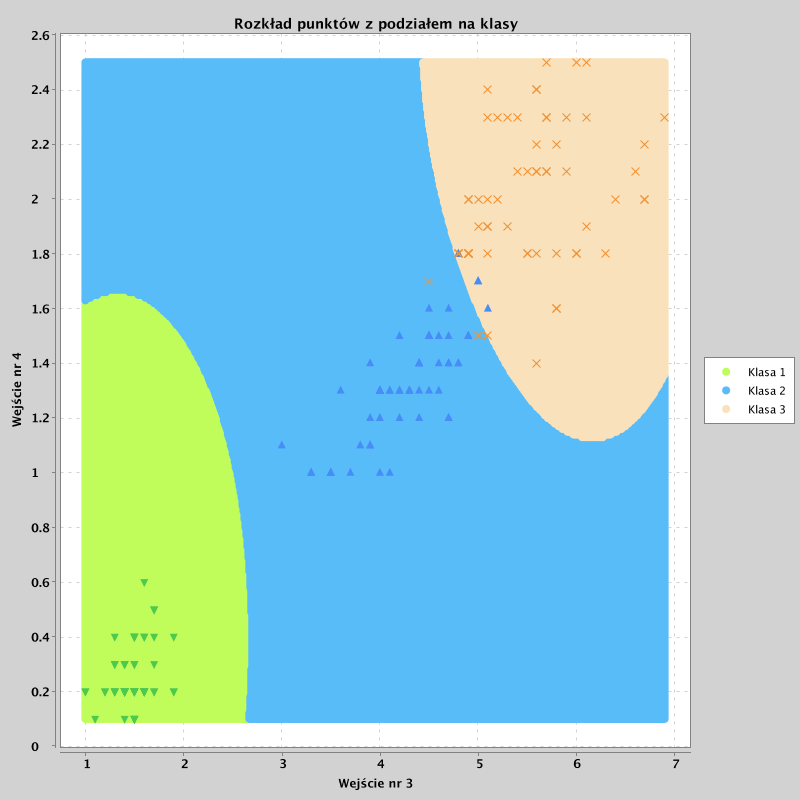 Rozkład punktów z podziałem na klasy
2.6
2.4
2.2
2
1.8
1.6
1.4
1.2
1
0.8
0.6
0.4
0.2
0
Wejście nr 4
1 2 3 4 5 6 7
Wejście nr 3
Klasa 1
Klasa 2
Klasa 3